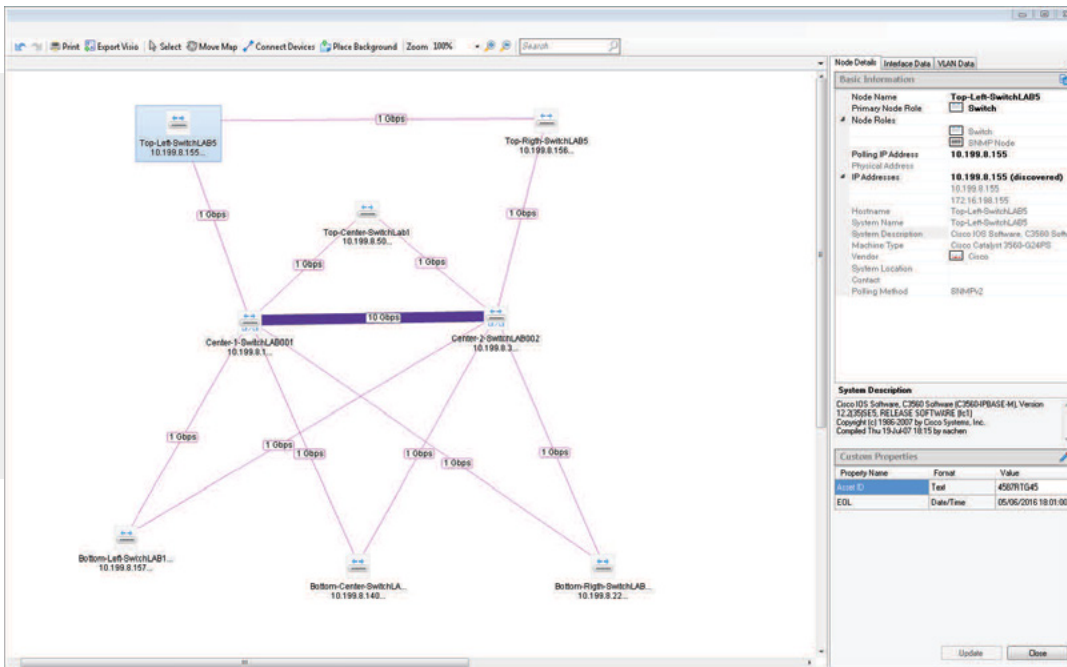 Print Export Visio Select Move Map Connect Devices Place Background Zoom 100% Search
Node Details Interface Data VLAN Data
Basic Information
Node Name Top-Left-SwitchLAB5
Primary Node Role Switch
Node Roles
Switch
SNMP Node
Polling IP Address 10.199.8.155
Physical Address
IP Addresses 10.199.8.155 (discovered)
10.199.8.155
172.16.198.155
Hostname Top-Left-SwitchLAB5
System Name Top-Left-SwitchLAB5
System Description Cisco IOS Software, C3560 Soft
Machine Type Cisco Catalyst 3560-G24PS
Vendor Cisco
System Location
Contact
Polling Method SNMPv2
System Description
Cisco IOS Software, C3560 Software (C3560-IPBASE-M), Version
12.2(35)SE5, RELEASE SOFTWARE (fc1)
Copyright (c) 1986-2007 by Cisco Systems, Inc.
Compiled Thu 19-Jul-07 18:15 by nachen
Custom Properties
Property Name Format Value
Asset ID Text 4587RTG45
EOL Date/Time 05/06/2016 18:01:00
Update Close
Top-Left-SwitchLAB5
10.199.8.155...
1 Gbps
Top-Rigth-SwitchLAB5
10.199.8.156...
1 Gbps
1 Gbps
Top-Center-SwitchLab1
10.199.8.50...
1 Gbps
1 Gbps
10 Gbps
Center-1-SwitchLAB001
10.199.8.1...
Center-2-SwitchLAB002
10.199.8.3...
1 Gbps
1 Gbps
1 Gbps
1 Gbps
1 Gbps
1 Gbps
Bottom-Left-SwitchLAB1...
10.199.8.157...
Bottom-Center-SwitchLA...
10.199.8.140...
Bottom-Rigth-SwitchLAB...
10.199.8.22...